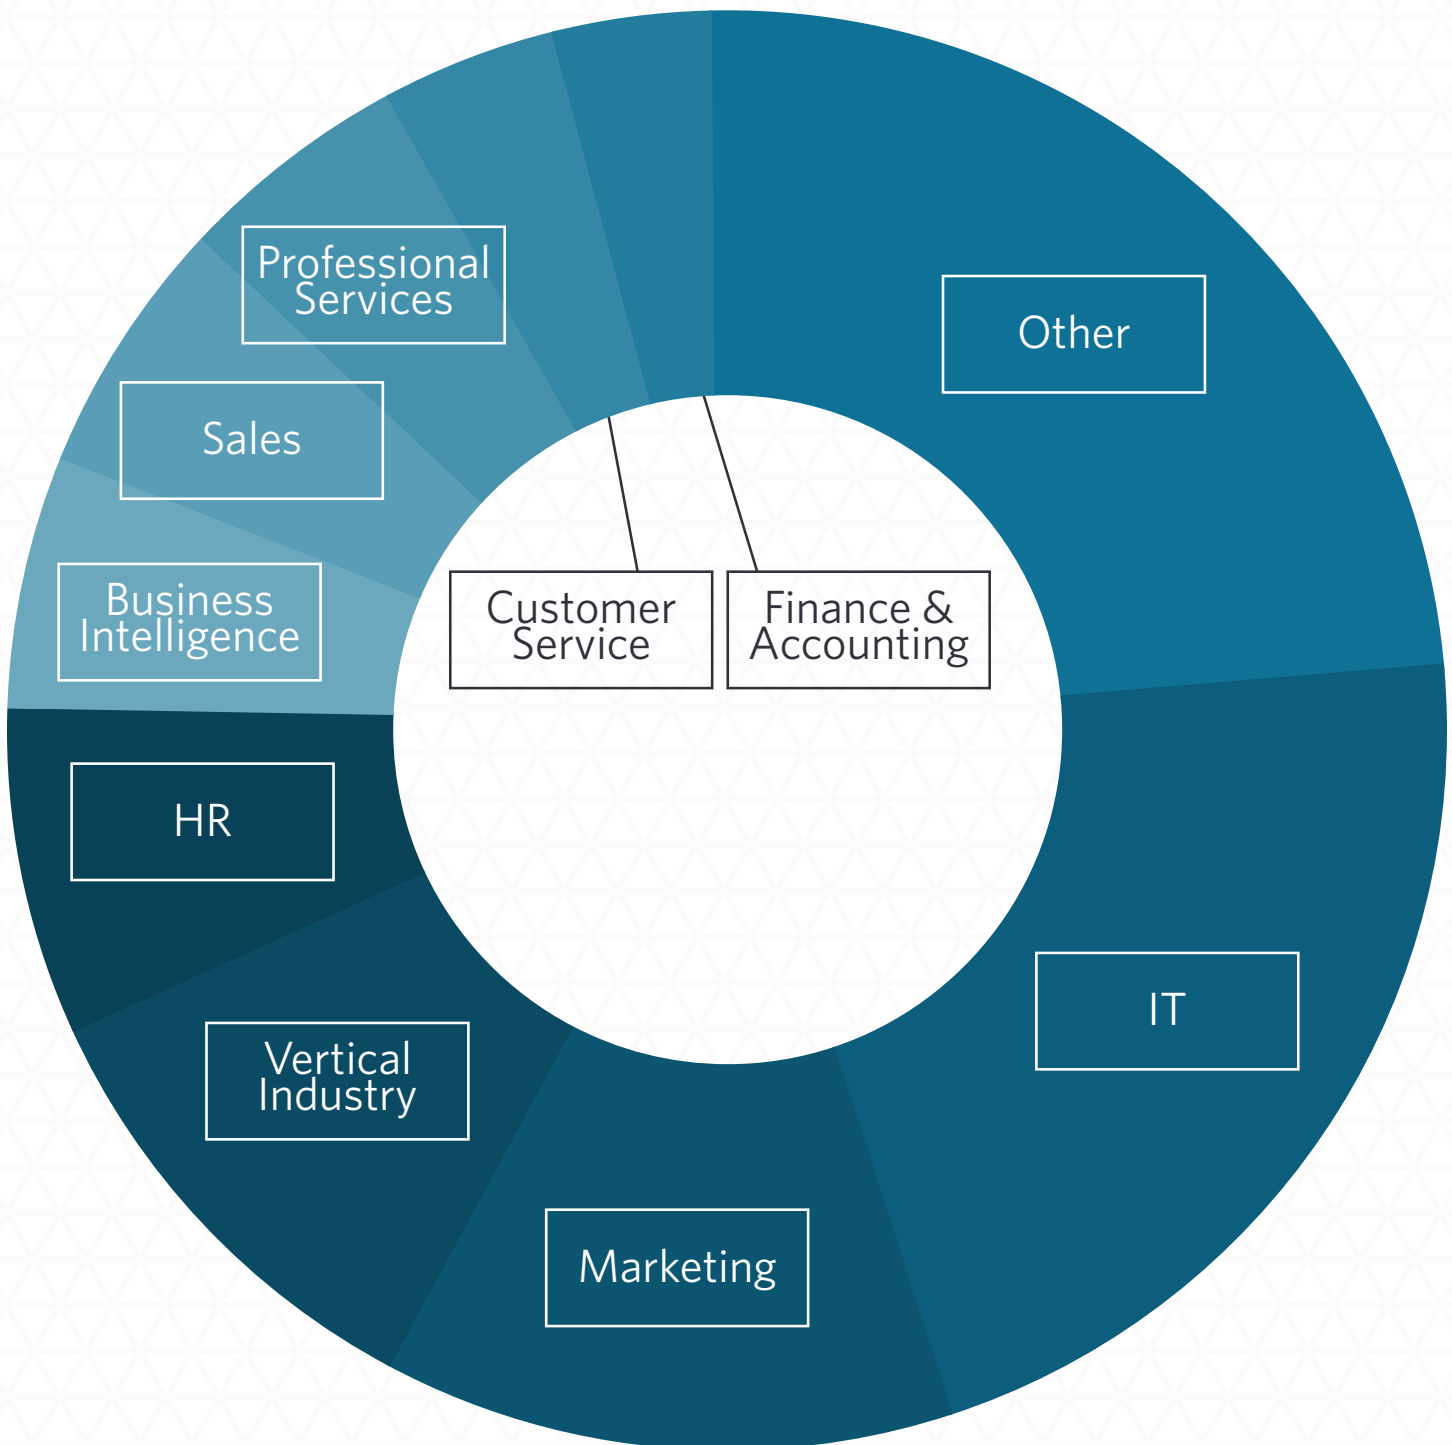 Professional
Services
Other
Sales
Business
Intelligence
Customer
Service
Finance &
Accounting
HR
IT
Vertical
Industry
Marketing